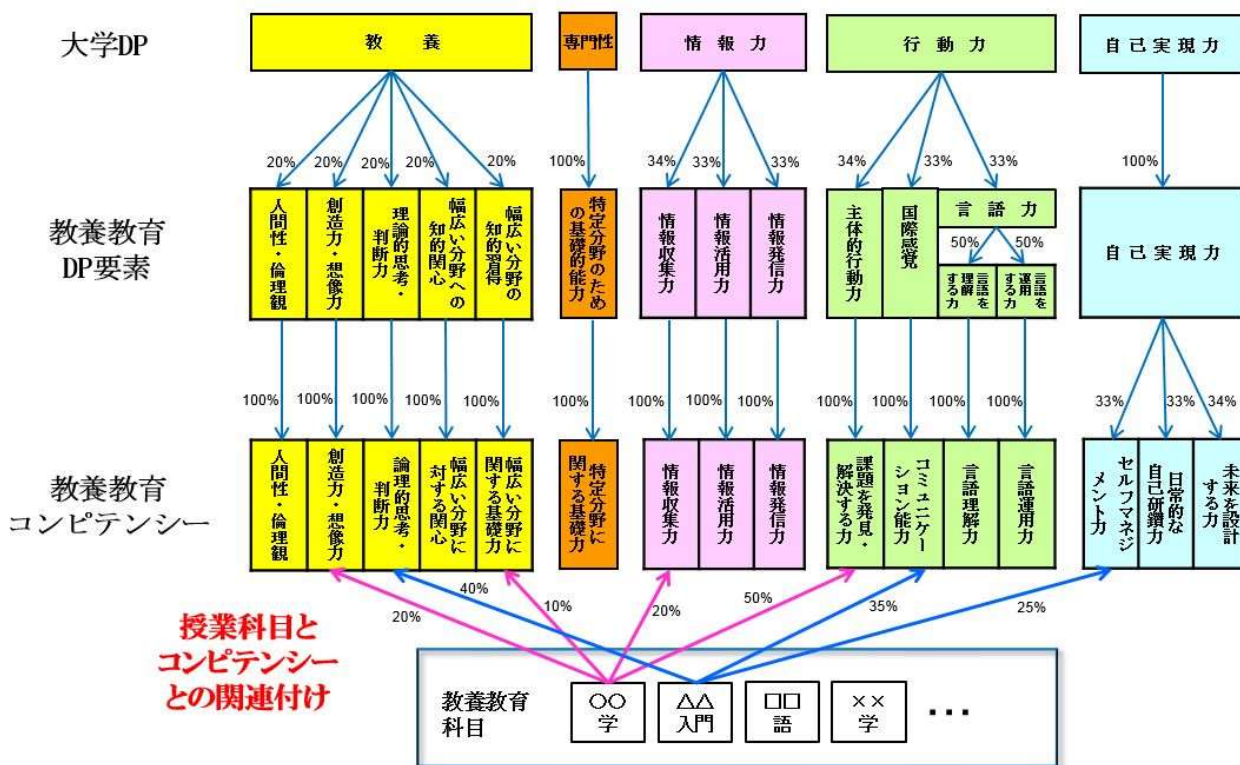 大学DP
教 養
専門性
情 報 力
行 動 力
自 己 実 現 力
20%
20%
20%
20%
20%
100%
34%
33%
33%
34%
33%
33%
100%
教養教育
DP要素
人間性・倫理観
創造力・想像力
理論的思考・
判断力
幅広い分野への
知的関心
幅広い分野の
知的習得
特定分野のため
の基礎的能力
情報収集力
情報活用力
情報発信力
主体的行動力
国際感覚
言 語 力
50%
50%
言語を
理解
する力
言語を
運用
する力
自 己 実 現 力
100%
100%
100%
100%
100%
100%
100%
100%
100%
100%
100%
100%
100%
33%
33%
34%
教養教育
コンピテンシー
人間性・倫理観
創造力・想像力
論理的思考・
判断力
幅広い分野に
対する関心
幅広い分野に
関する基礎力
特定分野に
関する基礎力
情報収集力
情報活用力
情報発信力
課題を発見・
解決する力
コミュニケー
ション能力
言語理解力
言語運用力
セルフマネジ
メント力
日常的な
自己研鑽力
未来を設計
する力
20%
40%
10%
20%
50%
35%
25%
授業科目と
コンピテンシー
との関連付け
教養教育
科目
○○
学
△△
入門
□□
語
××
学
・・・